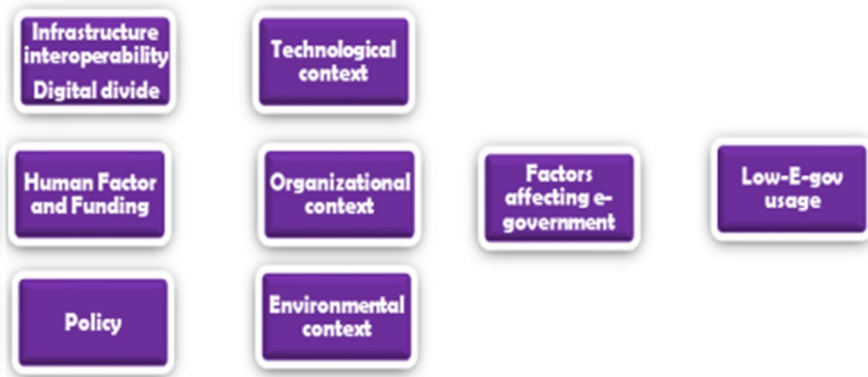 Infrastructure
interoperability
Digital divide
Technological
context
Human Factor
and Funding
Organizational
context
Factors
affecting e-
government
Low-E-gov
usage
Policy
Environmental
context